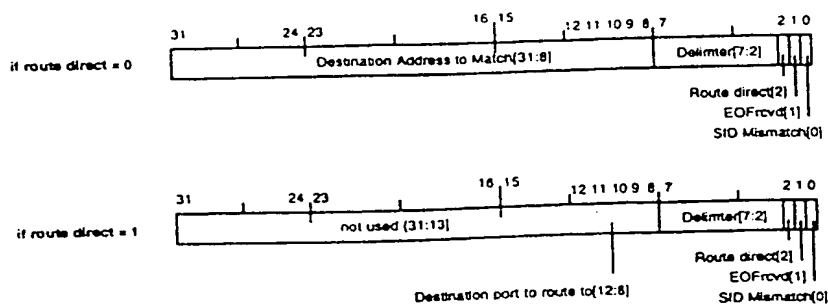 31 24 23 16 15 12 11 10 9 8 7 2 1 0
if route direct = 0
Destination Address to Match[31:8] Delimter[7:2]
Route direct[2]
EOFrcvd[1]
SID Mismatch[0]
31 24 23 16 15 12 11 10 9 8 7 2 1 0
if route direct = 1
not used [31:13] Delimter[7:2]
Route direct[2]
EOFrcvd[1]
Destination port to route to[12:8] SID Mismatch[0]